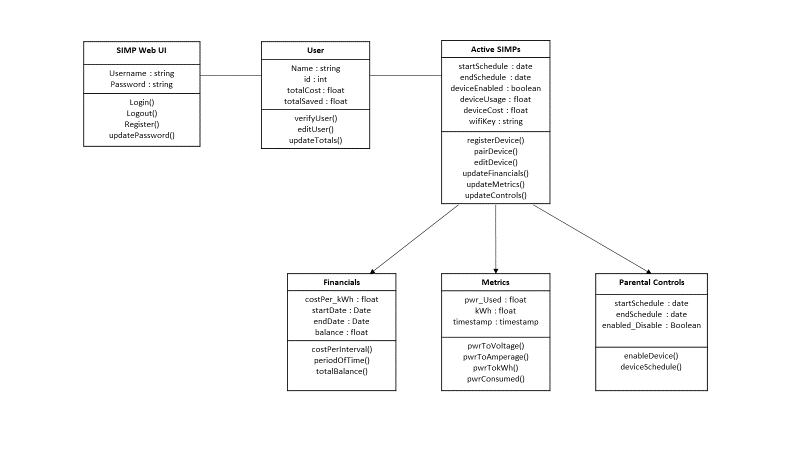 SIMP Web UI
Username : string
Password : string
Login()
Logout()
Register()
updatePassword()
User
Name : string
id : int
totalCost : float
totalSaved : float
verifyUser()
editUser()
updateTotals()
Active SIMPs
startSchedule : date
endSchedule : date
deviceEnabled : boolean
deviceUsage : float
deviceCost : float
wifiKey : string
registerDevice()
pairDevice()
editDevice()
updateFinancials()
updateMetrics()
updateControls()
Financials
costPer_kWh : float
startDate : Date
endDate : Date
balance : float
costPerInterval()
periodOfTime()
totalBalance()
Metrics
pwr_Used : float
kWh : float
timestamp : timestamp
pwrToVoltage()
pwrToAmperage()
pwrTokWh()
pwrConsumed()
Parental Controls
startSchedule : date
endSchedule : date
enabled_Disable : Boolean
enableDevice()
deviceSchedule()